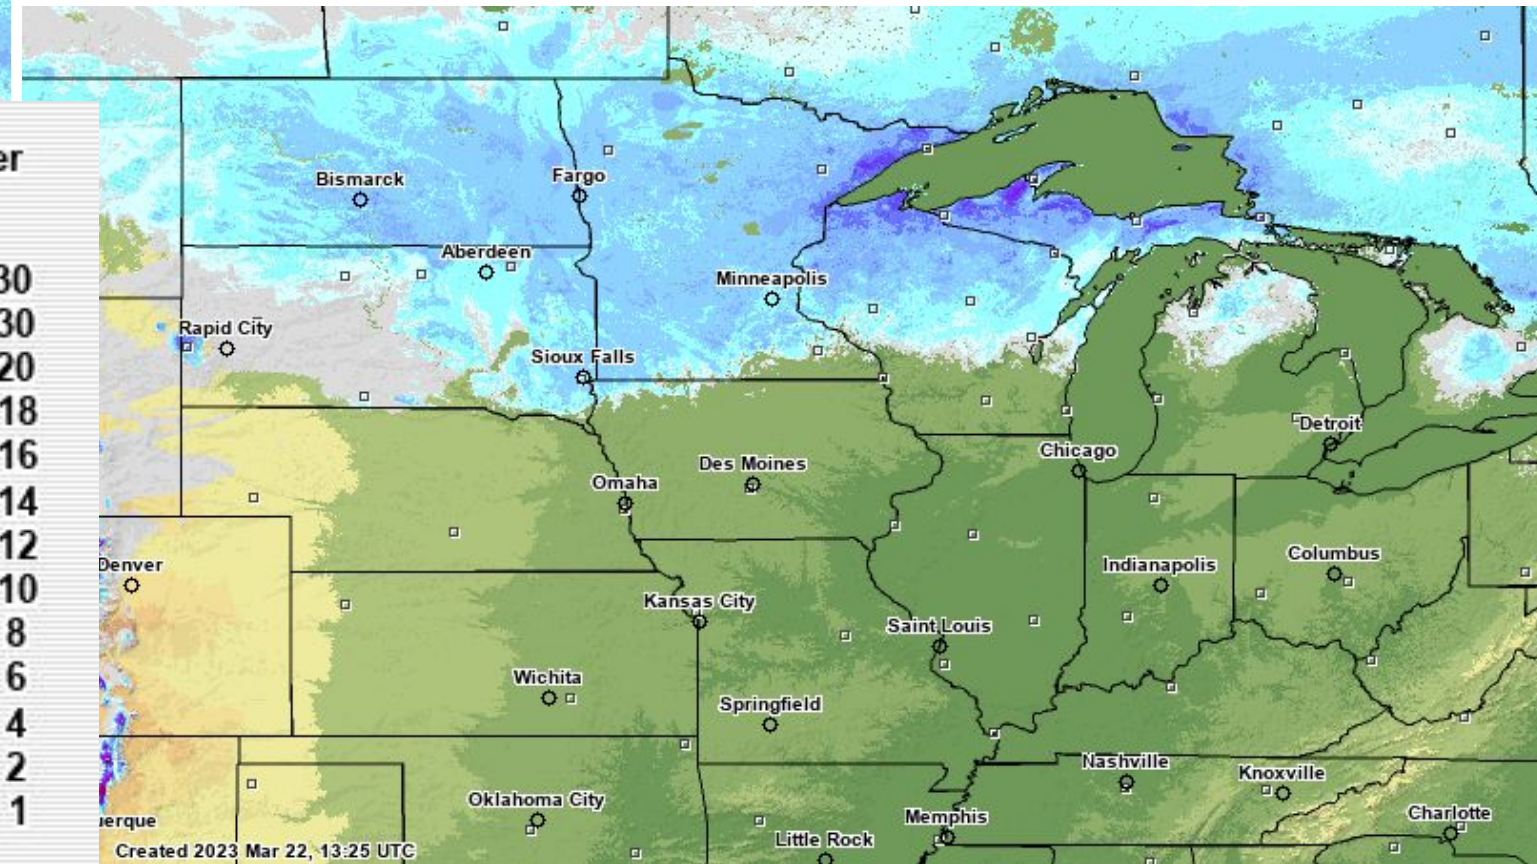 er
30
30
20
18
16
14
12
10
8
6
4
2
1
Bismarck
Fargo
Aberdeen
Minneapolis
Rapid City
Sioux Falls
Detroit
Chicago
Des Moines
Omaha
Columbus
Denver
Indianapolis
Kansas City
Saint Louis
Wichita
Springfield
Nashville
Knoxville
Oklahoma City
Memphis
Charlotte
uerque
Little Rock
Created 2023 Mar 22, 13:25 UTC